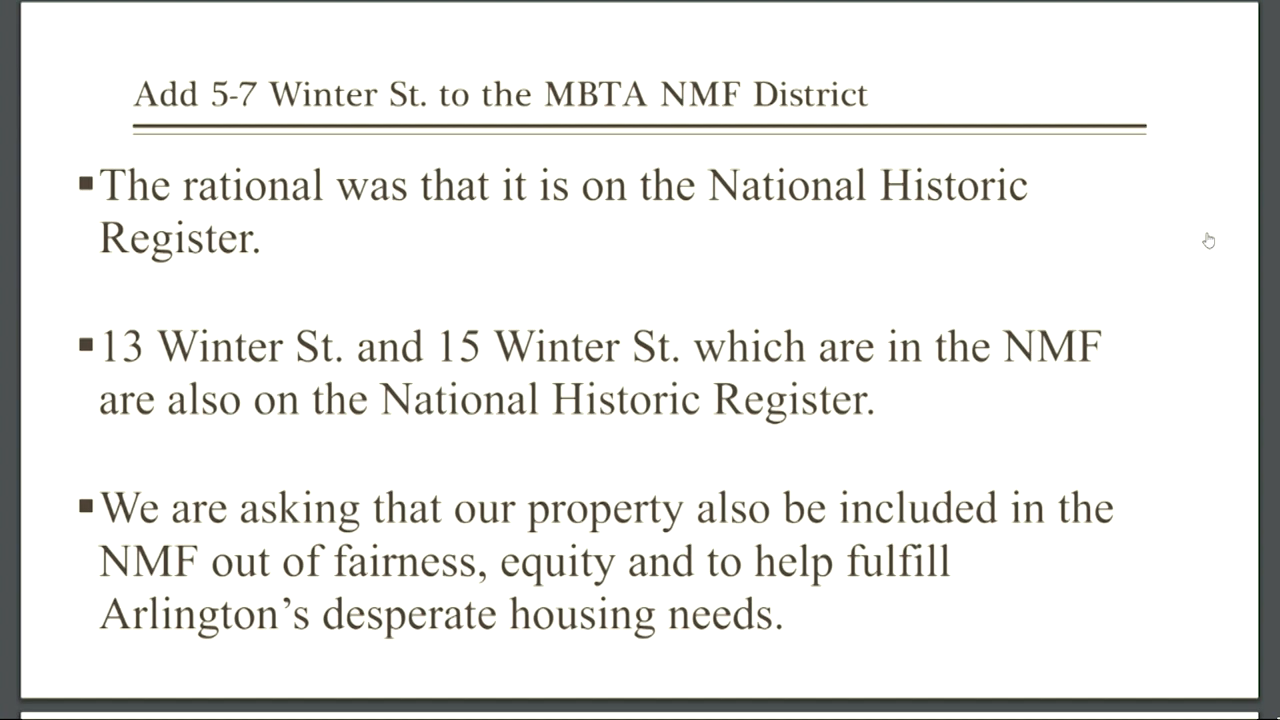 Add 5-7 Winter St. to the MBTA NMF District
▪The rational was that it is on the National Historic
Register.
▪13 Winter St. and 15 Winter St. which are in the NMF
are also on the National Historic Register.
▪We are asking that our property also be included in the
NMF out of fairness, equity and to help fulfill
Arlington’s desperate housing needs.